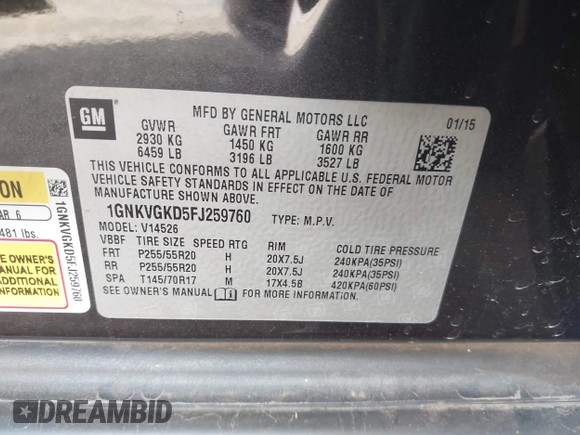 GM
MFD BY GENERAL MOTORS LLC
01/15
GVWR GAWR FRT GAWR RR
2930 KG 1450 KG 1600 KG
6459 LB 3196 LB 3527 LB
THIS VEHICLE CONFORMS TO ALL APPLICABLE U.S. FEDERAL MOTOR
VEHICLE SAFETY STANDARDS IN EFFECT ON THE DATE OF
MANUFACTURE SHOWN ABOVE.
1GNKVGKD5FJ259760 TYPE: M.P.V.
MODEL: V14526
VBBF TIRE SIZE SPEED RTG RIM COLD TIRE PRESSURE
FRT P255/55R20 H 20X7.5J 240KPA(35PSI)
RR P255/55R20 H 20X7.5J 240KPA(35PSI)
SPA T145/70R17 M 17X4.5B 420KPA(60PSI)
SEE OWNER'S MANUAL i FOR MORE INFORMATION.
ON
AR 6
481 lbs.
E OWNER'S
ANUAL FOR
ADDITIONAL
ORMATION
1GNKVGKD5FJ259760
DREAMBID